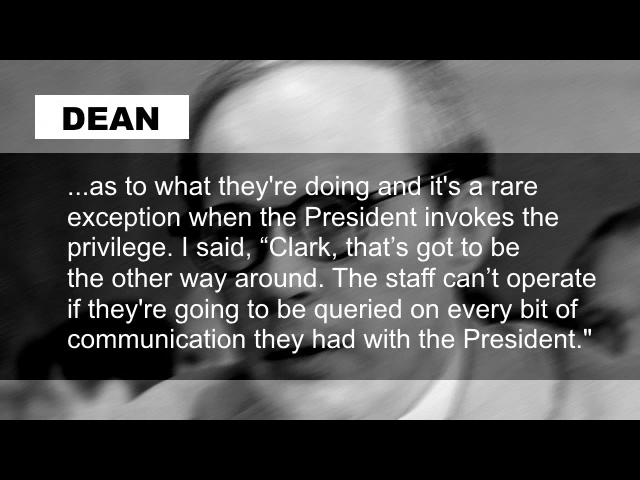 DEAN
...as to what they're doing and it's a rare
exception when the President invokes the
privilege. I said, “Clark, that’s got to be
the other way around. The staff can’t operate
if they're going to be queried on every bit of
communication they had with the President."